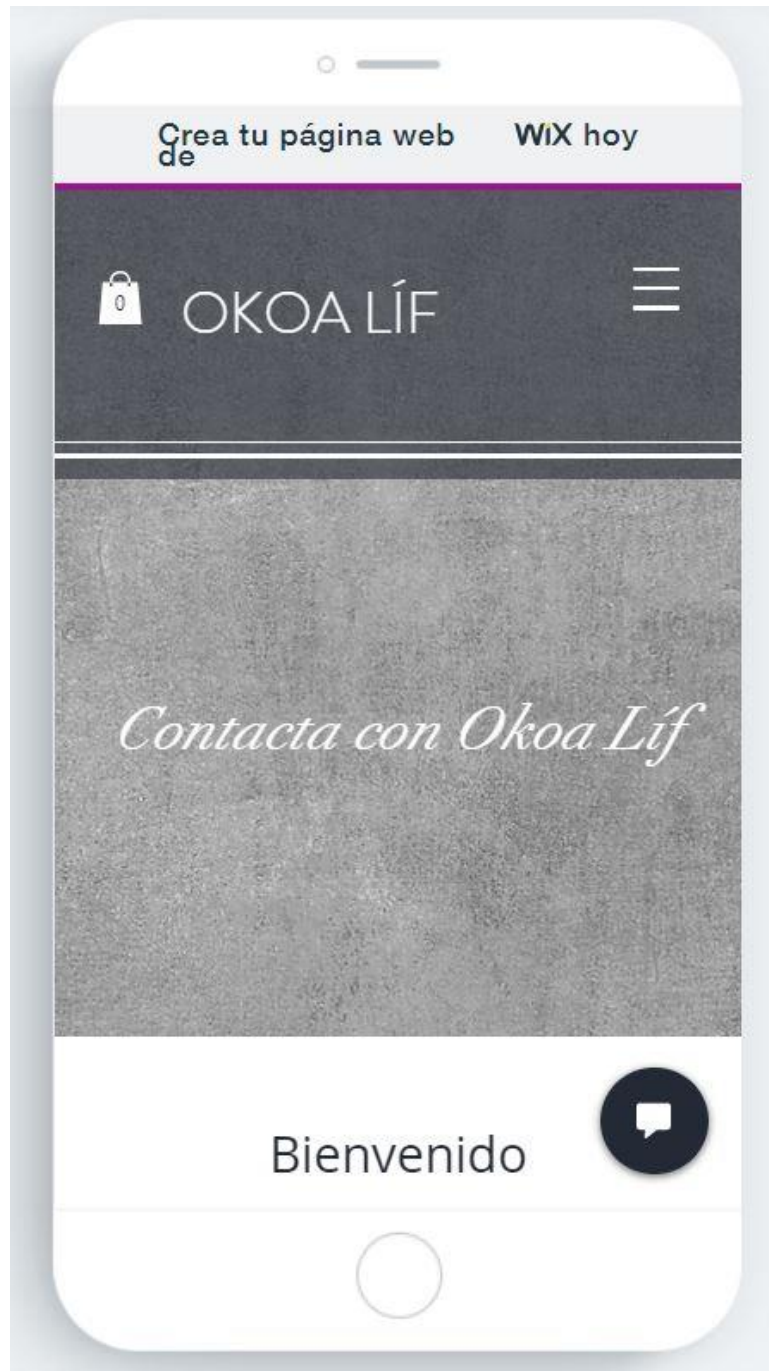 Crea tu página web WiX hoy
de
0 OKOA LÍF
Contacta con Okoa Líf
Bienvenido